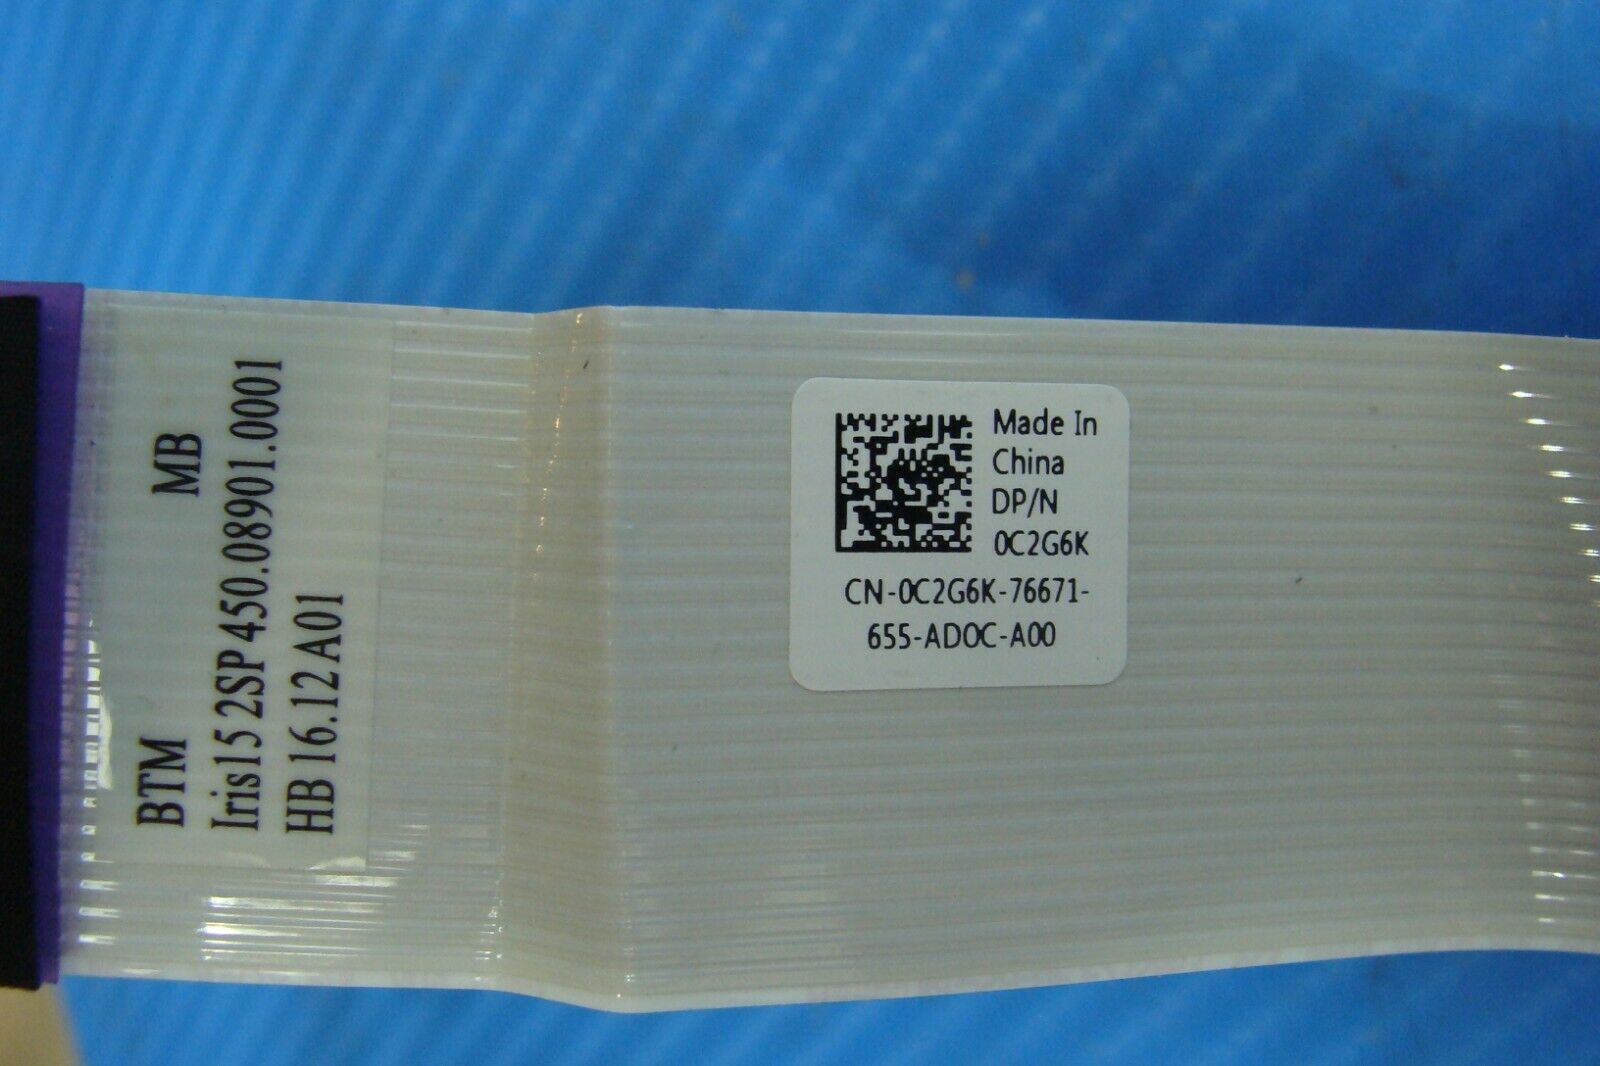 BTM MB
Iris15 2SP 450.08901.0001
HB 16.12 A01
Made In
China
DP/N
0C2G6K
CN-0C2G6K-76671-
655-AD0C-A00